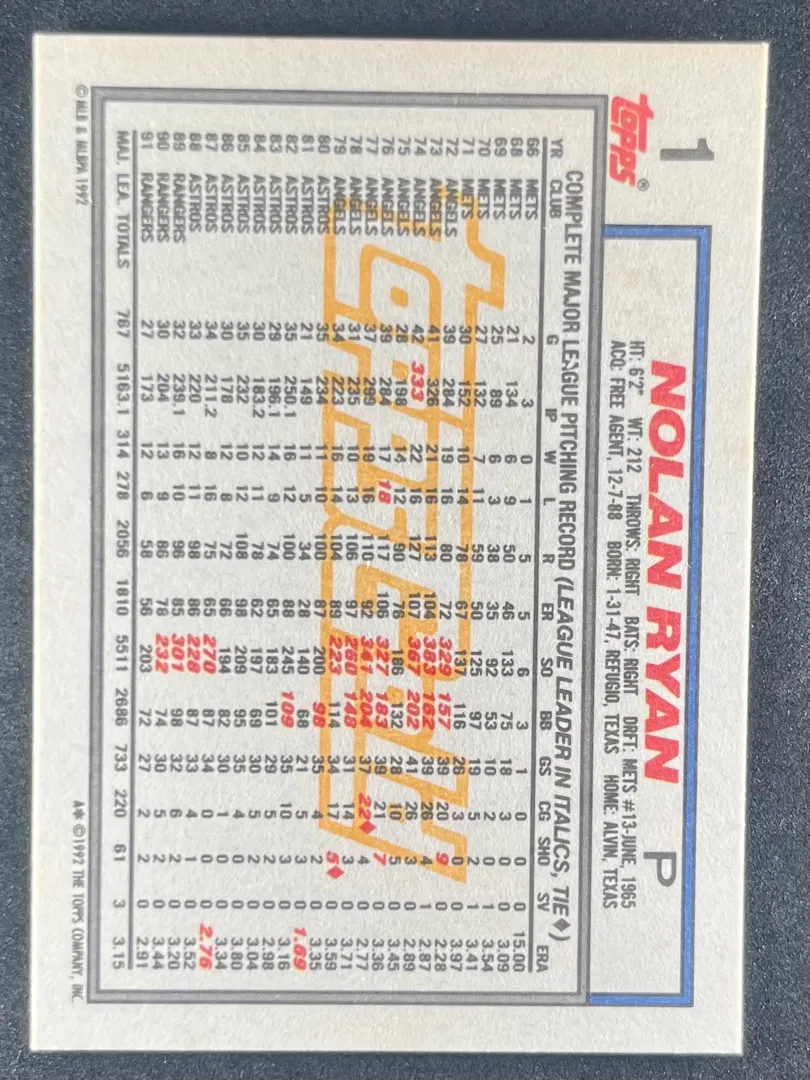 1
topps®
NOLAN RYAN P
HT: 6'2" WT: 212 THROWS: RIGHT BATS: RIGHT DRFT: METS #13-JUNE, 1965
ACQ: FREE AGENT, 12-7-88 BORN: 1-31-47, REFUGIO, TEXAS HOME: ALVIN, TEXAS
COMPLETE MAJOR LEAGUE PITCHING RECORD (LEAGUE LEADER IN ITALICS, TIE♦)
YR CLUB G IP W L R ER SO BB GS CG SHO SV ERA
66 METS 2 3 0 1 5 5 6 3 1 0 0 0 15.00
68 METS 21 134 6 9 50 46 133 75 18 3 0 0 3.09
69 METS 25 89 6 3 38 35 92 53 10 2 0 1 3.54
70 METS 27 132 7 11 59 50 125 97 19 5 2 1 3.41
71 METS 30 152 10 14 78 67 137 116 26 3 0 0 3.97
72 ANGELS 39 284 19 16 80 72 329 157 39 20 9 0 2.28
73 ANGELS 41 326 21 16 113 104 383 162 39 26 4 1 2.87
74 ANGELS 42 333 22 16 127 107 367 202 41 26 3 0 2.89
75 ANGELS 28 198 14 12 90 76 186 132 28 10 5 0 3.45
76 ANGELS 39 284 17 18 117 106 327 183 39 21 7 0 3.36
77 ANGELS 37 299 19 16 110 92 341 204 37 22♦ 4 0 2.77
78 ANGELS 31 235 10 13 106 97 260 148 31 14 3 0 3.71
79 ANGELS 34 223 16 14 104 89 223 114 34 17 5♦ 0 3.59
80 ASTROS 35 234 11 10 100 87 200 98 35 4 2 0 3.35
81 ASTROS 21 149 11 5 34 28 140 68 21 5 3 0 1.69
82 ASTROS 35 250.1 16 12 100 88 245 109 35 10 3 0 3.16
83 ASTROS 29 196.1 14 9 74 65 183 101 29 5 2 0 2.98
84 ASTROS 30 183.2 12 11 78 62 197 69 30 5 2 0 3.04
85 ASTROS 35 232 10 12 108 98 209 95 35 4 0 0 3.80
86 ASTROS 30 178 12 8 72 66 194 82 30 1 0 0 3.34
87 ASTROS 34 211.2 8 16 75 65 270 87 34 0 0 0 2.76
88 ASTROS 33 220 12 11 98 86 228 87 33 4 1 0 3.52
89 RANGERS 32 239.1 16 10 96 85 301 98 32 6 2 0 3.20
90 RANGERS 30 204 13 9 86 78 232 74 30 5 2 0 3.44
91 RANGERS 27 173 12 6 58 56 203 72 27 2 2 0 2.91
MAJ. LEA. TOTALS 767 5163.1 314 278 2056 1810 5511 2686 733 220 61 3 3.15
© MLB & MLBPA 1992 A✻ ©1992 THE TOPPS COMPANY, INC.